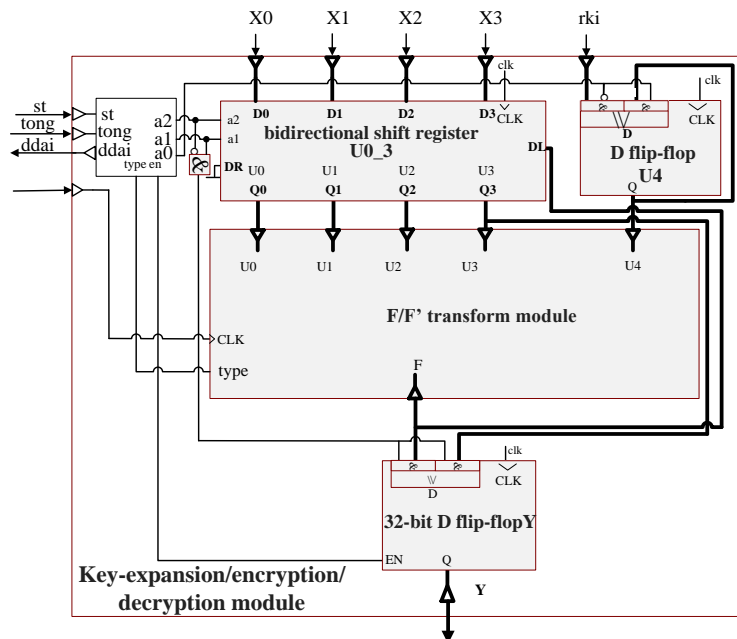 X0 X1 X2 X3 rki
clk clk
st st a2 a2 D0 D1 D2 D3 CLK & & CLK
tong tong a1 a1 bidirectional shift register \/ D
ddai ddai a0 U0_3 DL D flip-flop
type en & DR U0 U1 U2 U3 U4
Q0 Q1 Q2 Q3 Q
U0 U1 U2 U3 U4
F/F' transform module
CLK
F
type
clk
& & CLK
\/
D
32-bit D flip-flopY
EN Q
Key-expansion/encryption/ Y
decryption module